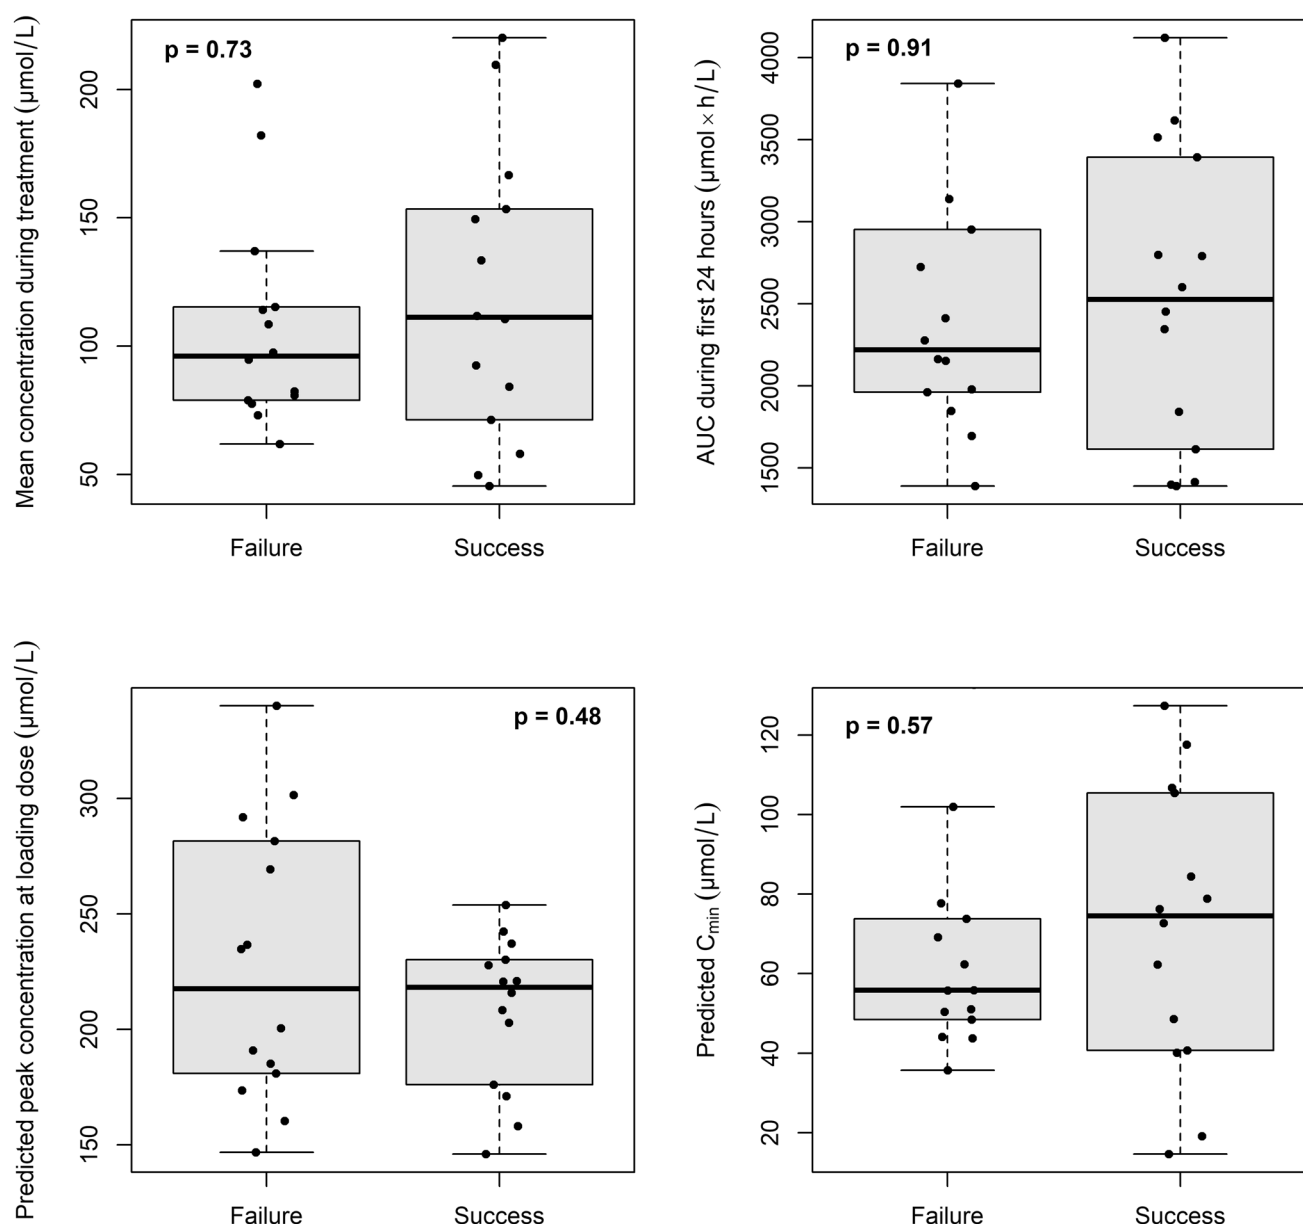 Mean concentration during treatment (μmol/L)
200
150
100
50
p = 0.73
Failure Success
AUC during first 24 hours (μmol × h/L)
4000
3500
3000
2500
2000
1500
p = 0.91
Failure Success
Predicted peak concentration at loading dose (μmol/L)
300
250
200
150
p = 0.48
Failure Success
Predicted Cmin (μmol/L)
120
100
80
60
40
20
p = 0.57
Failure Success